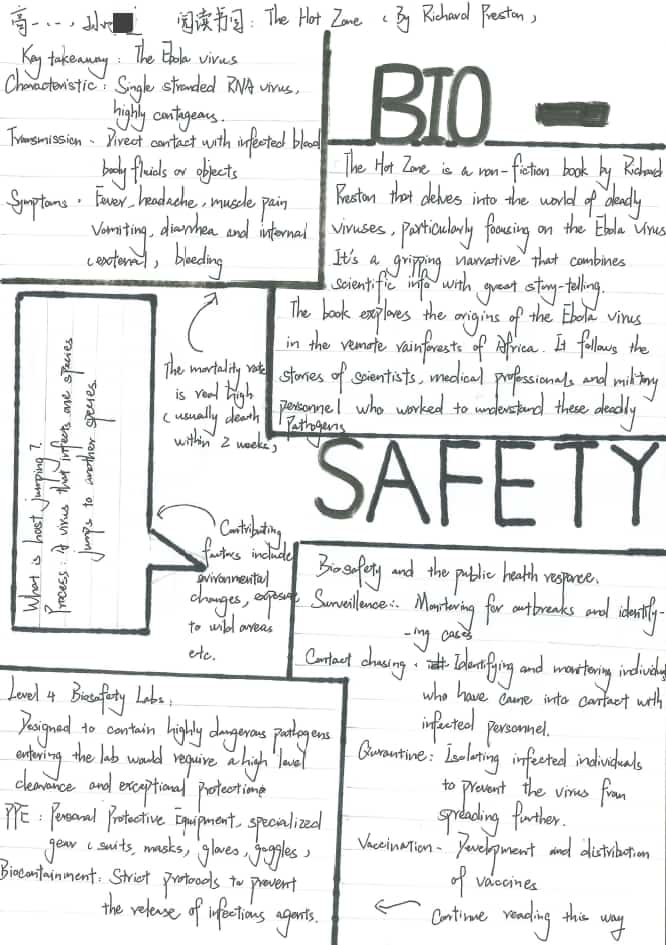 阅读书目: The Hot Zone (By Richard Preston)
Key takeaway: The Ebola virus
Characteristic: Single stranded RNA virus,
highly contageous.
Transmission - Direct contact with infected blood
body fluids or objects
Symptoms - Fever, headache, muscle pain
Vomiting, diarrhea and internal
(external) bleeding
BIO -
The Hot Zone is a non-fiction book by Richard
Preston that delves into the world of deadly
viruses, particularly focusing on the Ebola Virus
It's a gripping narrative that combines
scientific info with great story-telling.
The book explores the origins of the Ebola virus
in the remote rainforests of Africa. It follows the
stories of scientists, medical professionals and military
personnel who worked to understand these deadly
Pathogens
The mortality rate
is real high
(usually death
within 2 weeks)
What is host jumping?
Process: A virus that infects one species
jumps to another species.
SAFETY
Contributing
factors include
environmental
changes, exposure
to wild areas
etc.
Biosafety and the public health response.
Surveillence: Monitoring for outbreaks and identify-
-ing cases
Contact chasing - Identifying and monitoring individuals
who have came into contact with
infected personnel.
Quarantine: Isolating infected individuals
to prevent the virus from
spreading further.
Vaccination - Development and distribution
of vaccines
Continue reading this way
Level 4 Biosafety Labs:
Designed to contain highly dangerous pathogens
entering the lab would require a high level
clearance and exceptional protections
PPE: Personal Protective Equipment, specialized
gear (suits, masks, gloves, goggles)
Biocontainment: Strict protocols to prevent
the release of infectious agents.